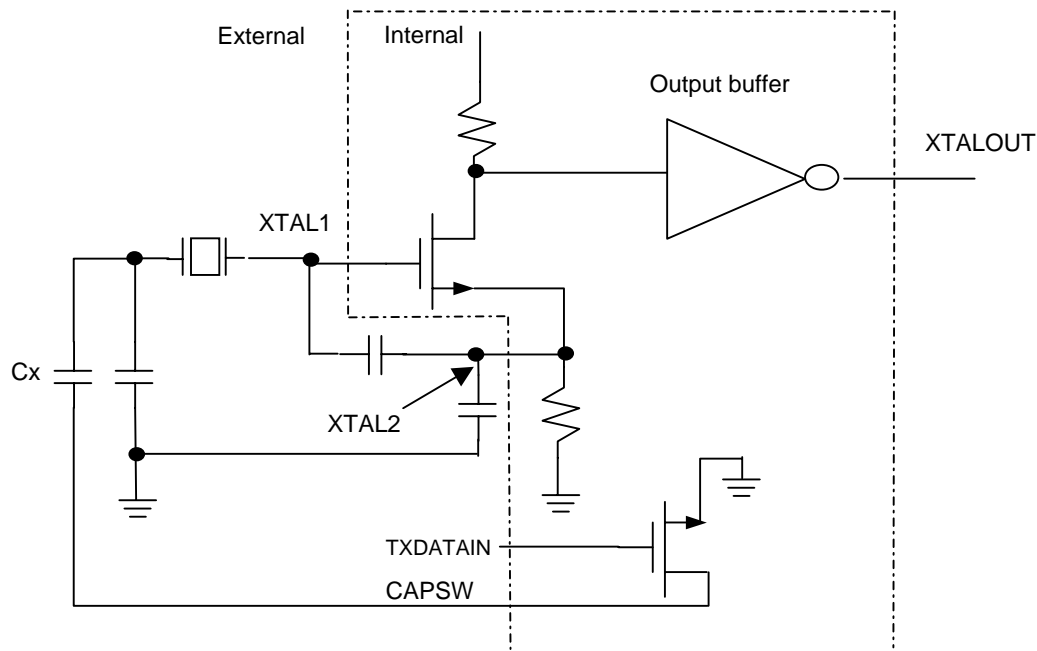 External
Internal
Output buffer
XTALOUT
XTAL1
Cx
XTAL2
TXDATAIN
CAPSW